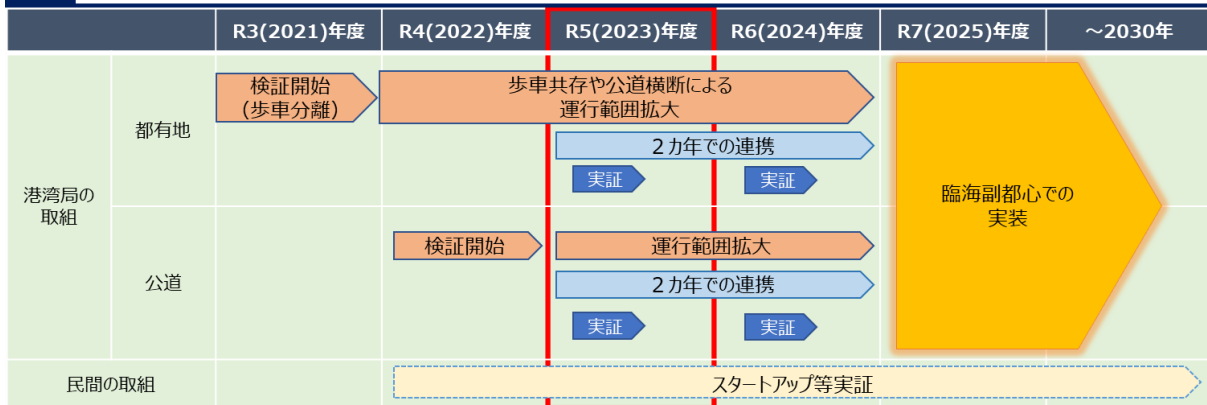 R3(2021)年度
R4(2022)年度
R5(2023)年度
R6(2024)年度
R7(2025)年度
～2030年
港湾局の
取組
都有地
検証開始
(歩車分離)
歩車共存や公道横断による
運行範囲拡大
２カ年での連携
実証
実証
公道
検証開始
運行範囲拡大
２カ年での連携
実証
実証
臨海副都心での
実装
民間の取組
スタートアップ等実証